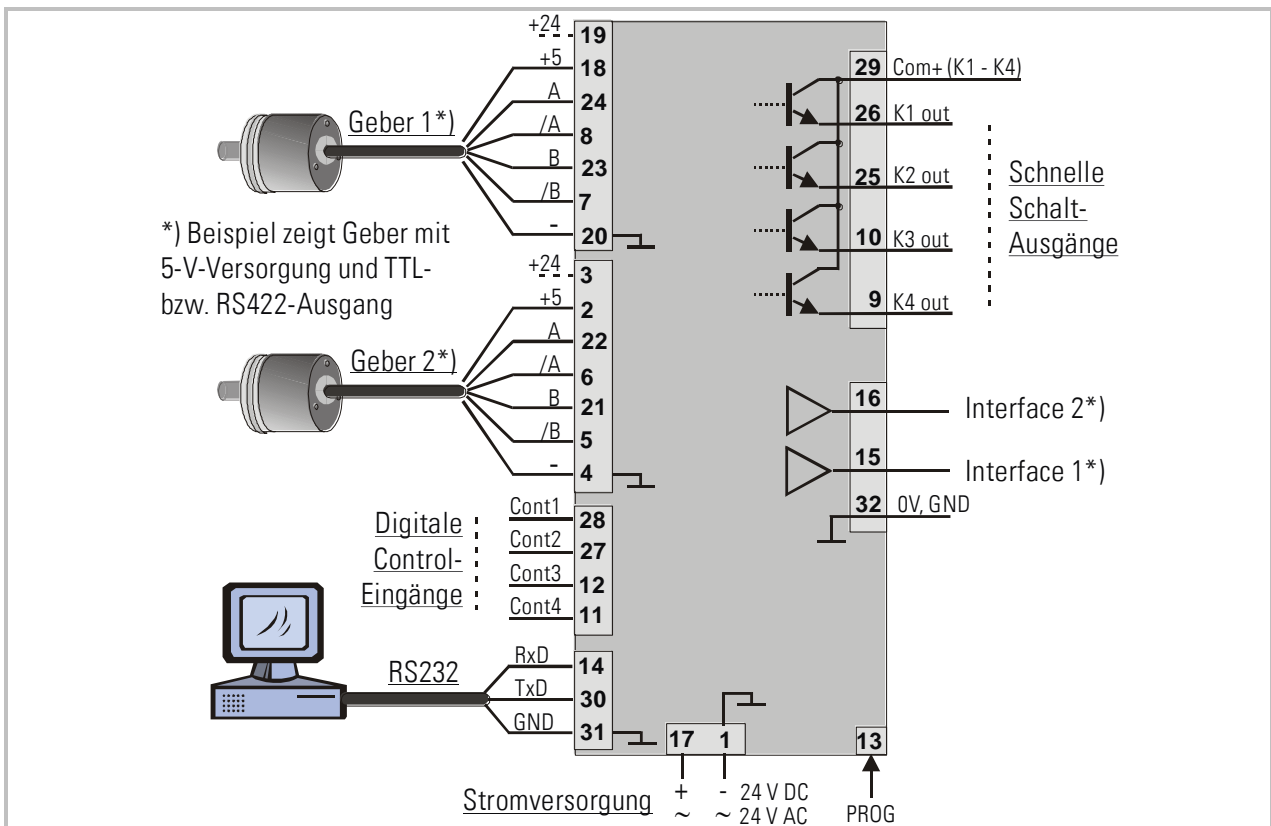 +24 19
+5 18
A 24
/A 8
B 23
/B 7
- 20
Geber 1*)
*) Beispiel zeigt Geber mit
5-V-Versorgung und TTL-
bzw. RS422-Ausgang
+24 3
+5 2
A 22
/A 6
B 21
/B 5
- 4
Geber 2*)
Digitale
Control-
Eingänge
Cont1 28
Cont2 27
Cont3 12
Cont4 11
RS232
RxD 14
TxD 30
GND 31
29 Com+ (K1 - K4)
26 K1 out
25 K2 out
10 K3 out
9 K4 out
Schnelle
Schalt-
Ausgänge
16 Interface 2*)
15 Interface 1*)
32 0V, GND
17 1
13
Stromversorgung
+ - 24 V DC
~ ~ 24 V AC
PROG